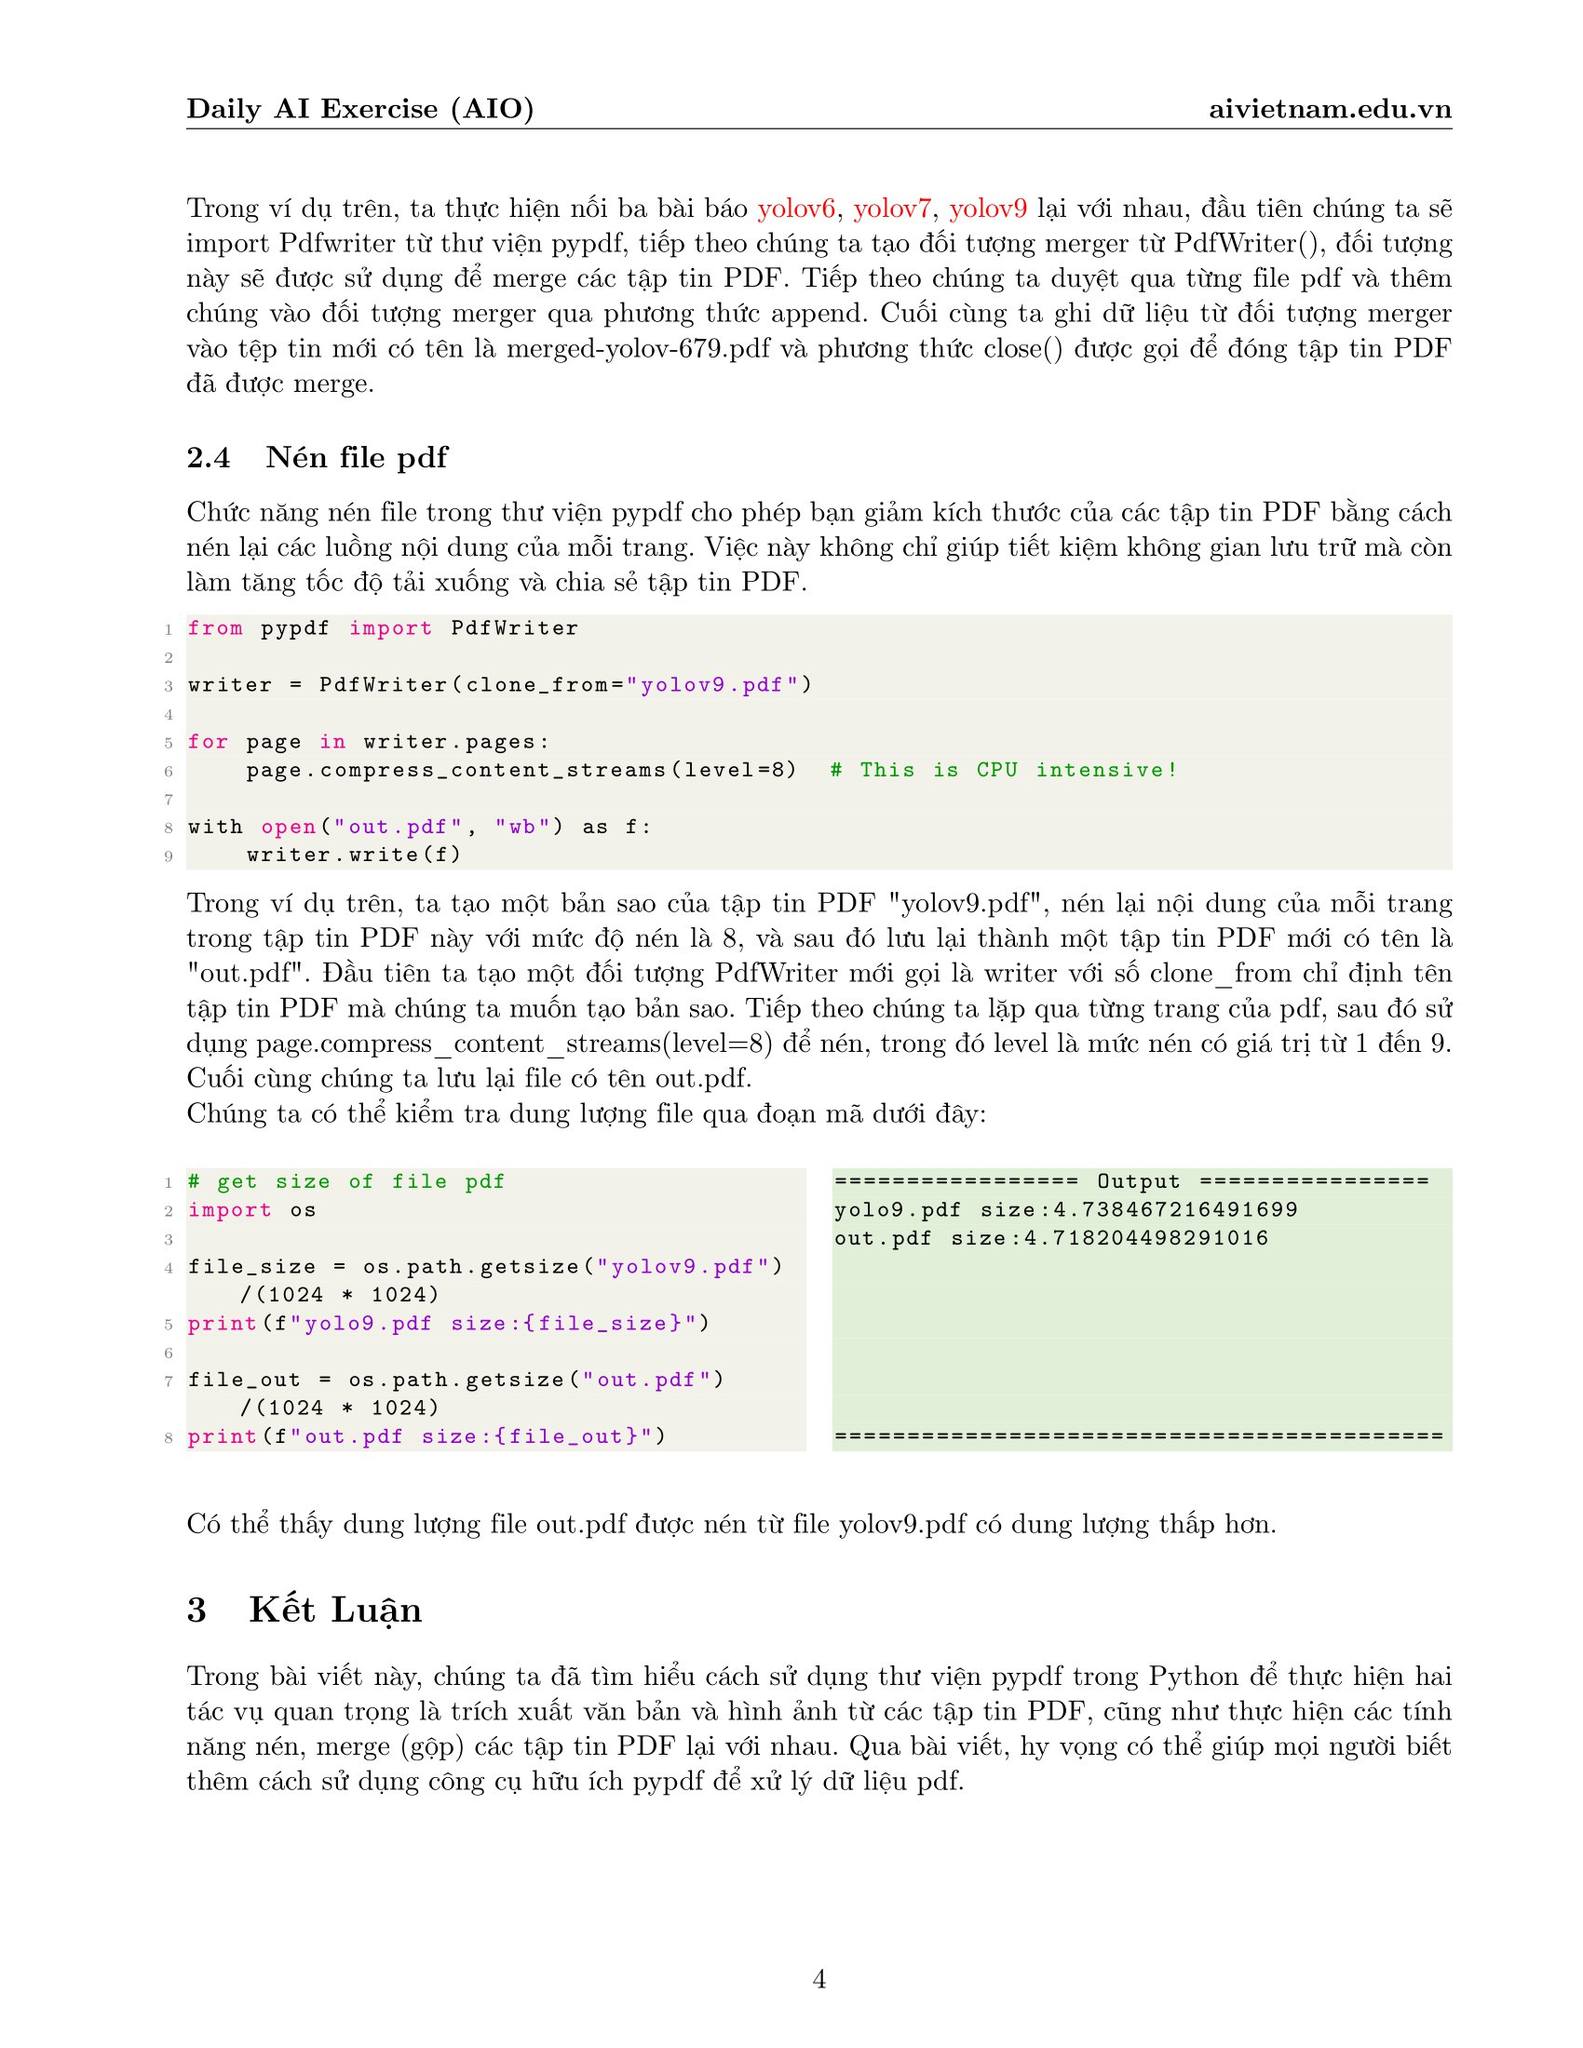 Daily AI Exercise (AIO) aivietnam.edu.vn
Trong ví dụ trên, ta thực hiện nối ba bài báo yolov6, yolov7, yolov9 lại với nhau, đầu tiên chúng ta sẽ
import Pdfwriter từ thư viện pypdf, tiếp theo chúng ta tạo đối tượng merger từ PdfWriter(), đối tượng
này sẽ được sử dụng để merge các tập tin PDF. Tiếp theo chúng ta duyệt qua từng file pdf và thêm
chúng vào đối tượng merger qua phương thức append. Cuối cùng ta ghi dữ liệu từ đối tượng merger
vào tệp tin mới có tên là merged-yolov-679.pdf và phương thức close() được gọi để đóng tập tin PDF
đã được merge.
2.4 Nén file pdf
Chức năng nén file trong thư viện pypdf cho phép bạn giảm kích thước của các tập tin PDF bằng cách
nén lại các luồng nội dung của mỗi trang. Việc này không chỉ giúp tiết kiệm không gian lưu trữ mà còn
làm tăng tốc độ tải xuống và chia sẻ tập tin PDF.
1 from pypdf import PdfWriter
2
3 writer = PdfWriter(clone_from="yolov9.pdf")
4
5 for page in writer.pages:
6     page.compress_content_streams(level=8)  # This is CPU intensive!
7
8 with open("out.pdf", "wb") as f:
9     writer.write(f)
Trong ví dụ trên, ta tạo một bản sao của tập tin PDF "yolov9.pdf", nén lại nội dung của mỗi trang
trong tập tin PDF này với mức độ nén là 8, và sau đó lưu lại thành một tập tin PDF mới có tên là
"out.pdf". Đầu tiên ta tạo một đối tượng PdfWriter mới gọi là writer với số clone_from chỉ định tên
tập tin PDF mà chúng ta muốn tạo bản sao. Tiếp theo chúng ta lặp qua từng trang của pdf, sau đó sử
dụng page.compress_content_streams(level=8) để nén, trong đó level là mức nén có giá trị từ 1 đến 9.
Cuối cùng chúng ta lưu lại file có tên out.pdf.
Chúng ta có thể kiểm tra dung lượng file qua đoạn mã dưới đây:
1 # get size of file pdf
2 import os
3
4 file_size = os.path.getsize("yolov9.pdf")
/(1024 * 1024)
5 print(f"yolo9.pdf size:{file_size}")
6
7 file_out = os.path.getsize("out.pdf")
/(1024 * 1024)
8 print(f"out.pdf size:{file_out}")
================= Output ================
yolo9.pdf size:4.738467216491699
out.pdf size:4.718204498291016
==========================================
Có thể thấy dung lượng file out.pdf được nén từ file yolov9.pdf có dung lượng thấp hơn.
3 Kết Luận
Trong bài viết này, chúng ta đã tìm hiểu cách sử dụng thư viện pypdf trong Python để thực hiện hai
tác vụ quan trọng là trích xuất văn bản và hình ảnh từ các tập tin PDF, cũng như thực hiện các tính
năng nén, merge (gộp) các tập tin PDF lại với nhau. Qua bài viết, hy vọng có thể giúp mọi người biết
thêm cách sử dụng công cụ hữu ích pypdf để xử lý dữ liệu pdf.
4